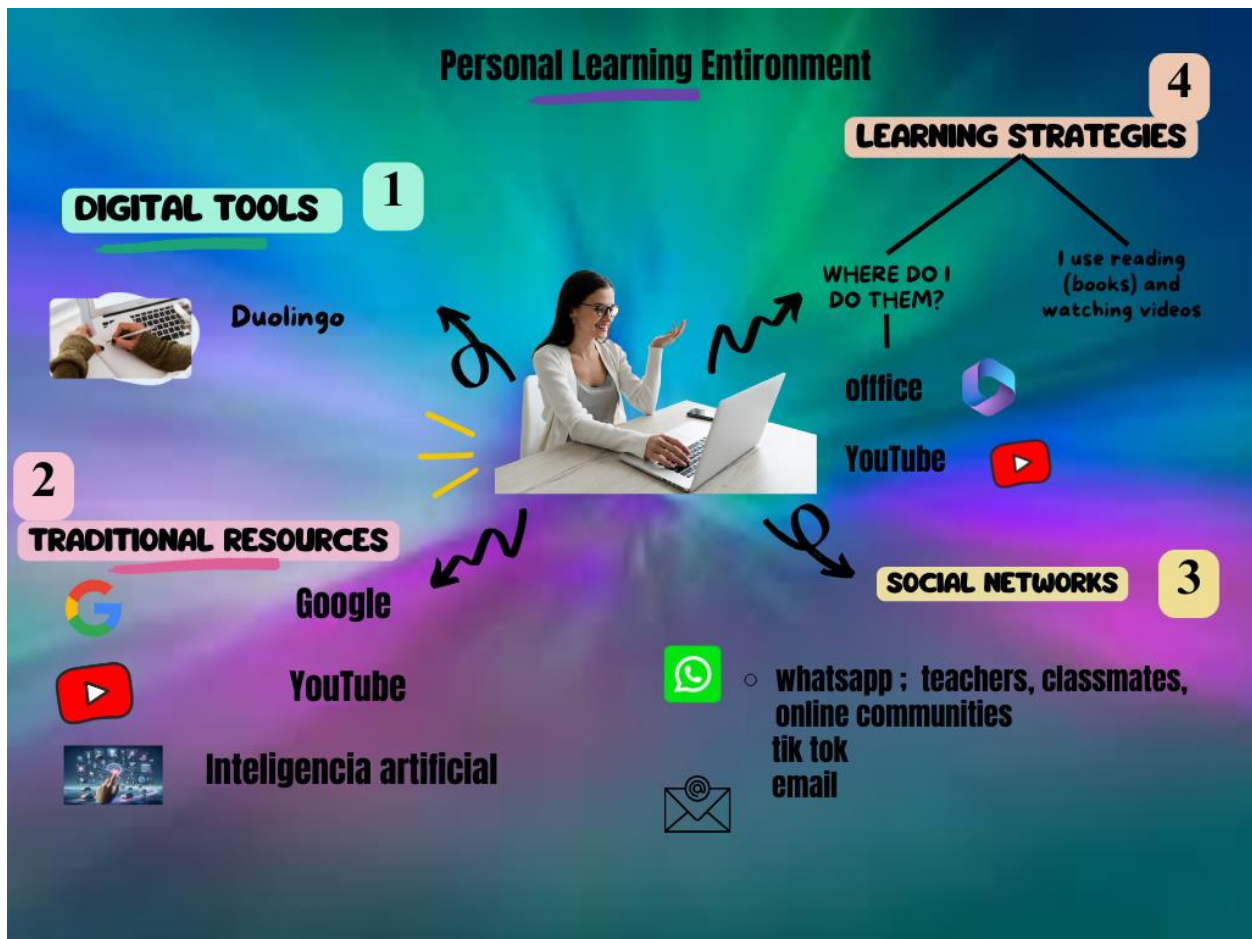 Personal Learning Entironment
1
DIGITAL TOOLS
Duolingo
2
TRADITIONAL RESOURCES
Google
YouTube
Inteligencia artificial
3
SOCIAL NETWORKS
whatsapp ; teachers, classmates,
online communities
tik tok
email
4
LEARNING STRATEGIES
WHERE DO I
DO THEM?
offfice
YouTube
I use reading
(books) and
watching videos